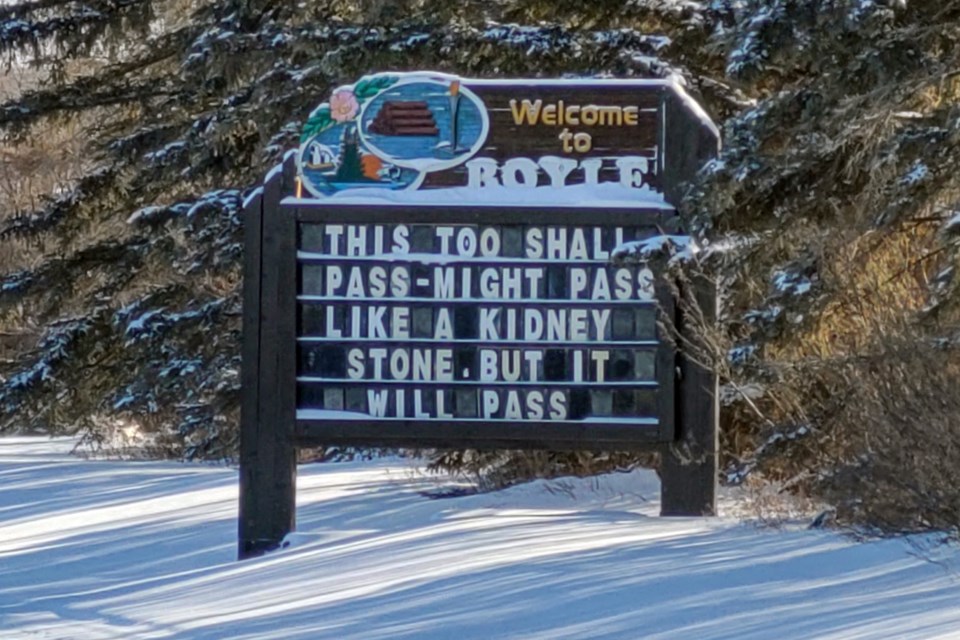 Welcome
to
BOYLE
THIS TOO SHALL
PASS-MIGHT PASS
LIKE A KIDNEY
STONE.BUT IT
WILL PASS